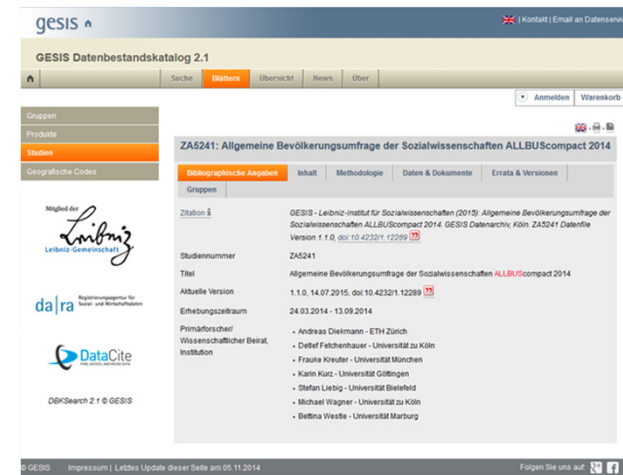 gesis
| Kontakt | Email an Datenservi
GESIS Datenbestandskatalog 2.1
Suche Blättern Übersicht News Über
Anmelden Warenkorb
Gruppen
Produkte
Studien
Geografische Codes
ZA5241: Allgemeine Bevölkerungsumfrage der Sozialwissenschaften ALLBUScompact 2014
Bibliographische Angaben Inhalt Methodologie Daten & Dokumente Errata & Versionen
Gruppen
Mitglied der
Leibniz
Leibniz-Gemeinschaft
da|ra Registrierungsagentur für
Sozial- und Wirtschaftsdaten
DataCite
DBKSearch 2.1 © GESIS
Zitation
GESIS - Leibniz-Institut für Sozialwissenschaften (2015): Allgemeine Bevölkerungsumfrage der
Sozialwissenschaften ALLBUScompact 2014. GESIS Datenarchiv, Köln. ZA5241 Datenfile
Version 1.1.0, doi:10.4232/1.12289
Studiennummer ZA5241
Titel Allgemeine Bevölkerungsumfrage der Sozialwissenschaften ALLBUScompact 2014
Aktuelle Version 1.1.0, 14.07.2015, doi:10.4232/1.12289
Erhebungszeitraum 24.03.2014 - 13.09.2014
Primärforscher/
Wissenschaftlicher Beirat,
Institution
Andreas Diekmann - ETH Zürich
Detlef Fetchenhauer - Universität zu Köln
Frauke Kreuter - Universität München
Karin Kurz - Universität Göttingen
Stefan Liebig - Universität Bielefeld
Michael Wagner - Universität zu Köln
Bettina Westle - Universität Marburg
© GESIS Impressum | Letztes Update dieser Seite am 05.11.2014 Folgen Sie uns auf: